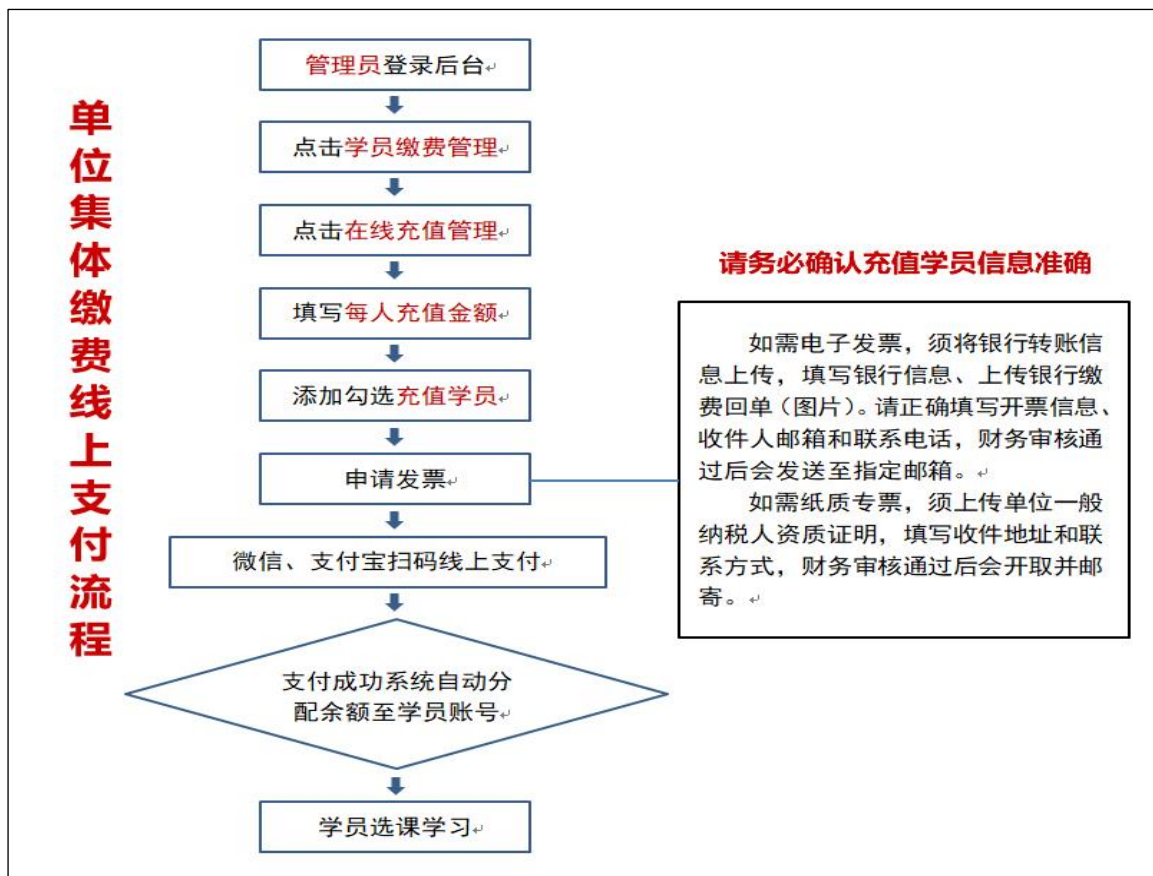 单位集体缴费线上支付流程
管理员登录后台
点击学员缴费管理
点击在线充值管理
填写每人充值金额
添加勾选充值学员
申请发票
微信、支付宝扫码线上支付
支付成功系统自动分
配余额至学员账号
学员选课学习
请务必确认充值学员信息准确
如需电子发票，须将银行转账信
息上传，填写银行信息、上传银行缴
费回单（图片）。请正确填写开票信息、
收件人邮箱和联系电话，财务审核通
过后会发送至指定邮箱。
如需纸质专票，须上传单位一般
纳税人资质证明，填写收件地址和联
系方式，财务审核通过后会开取并邮
寄。